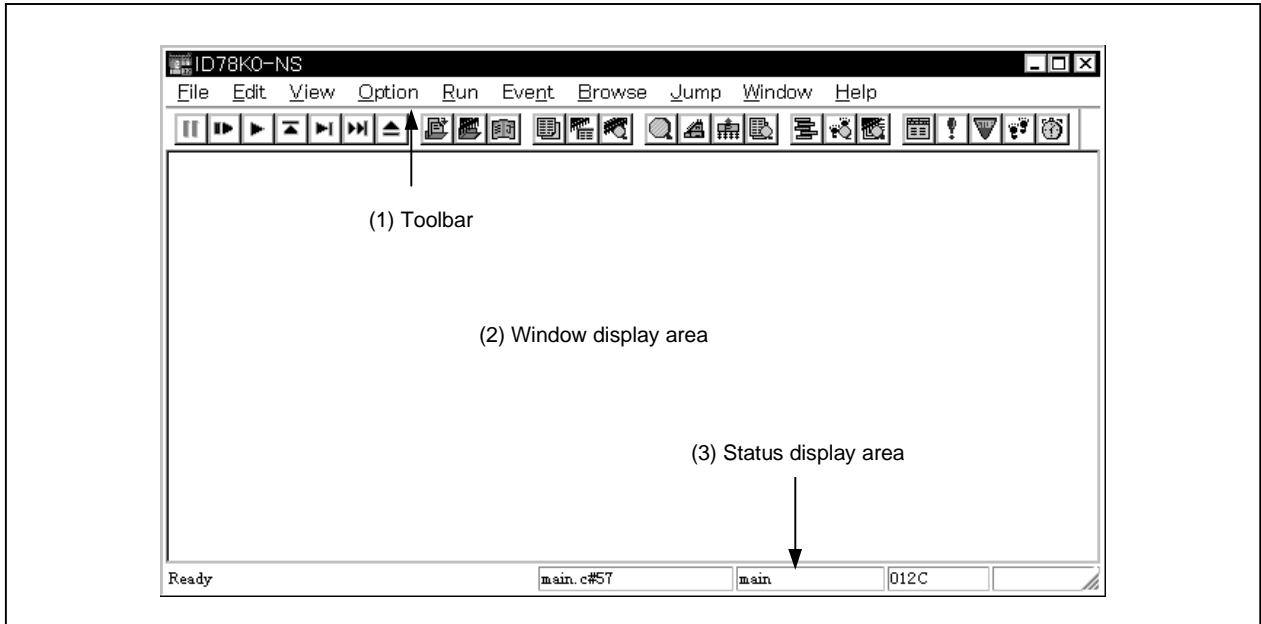 ID78K0-NS
File Edit View Option Run Event Browse Jump Window Help
(1) Toolbar
(2) Window display area
(3) Status display area
Ready main.c#57 main 012C